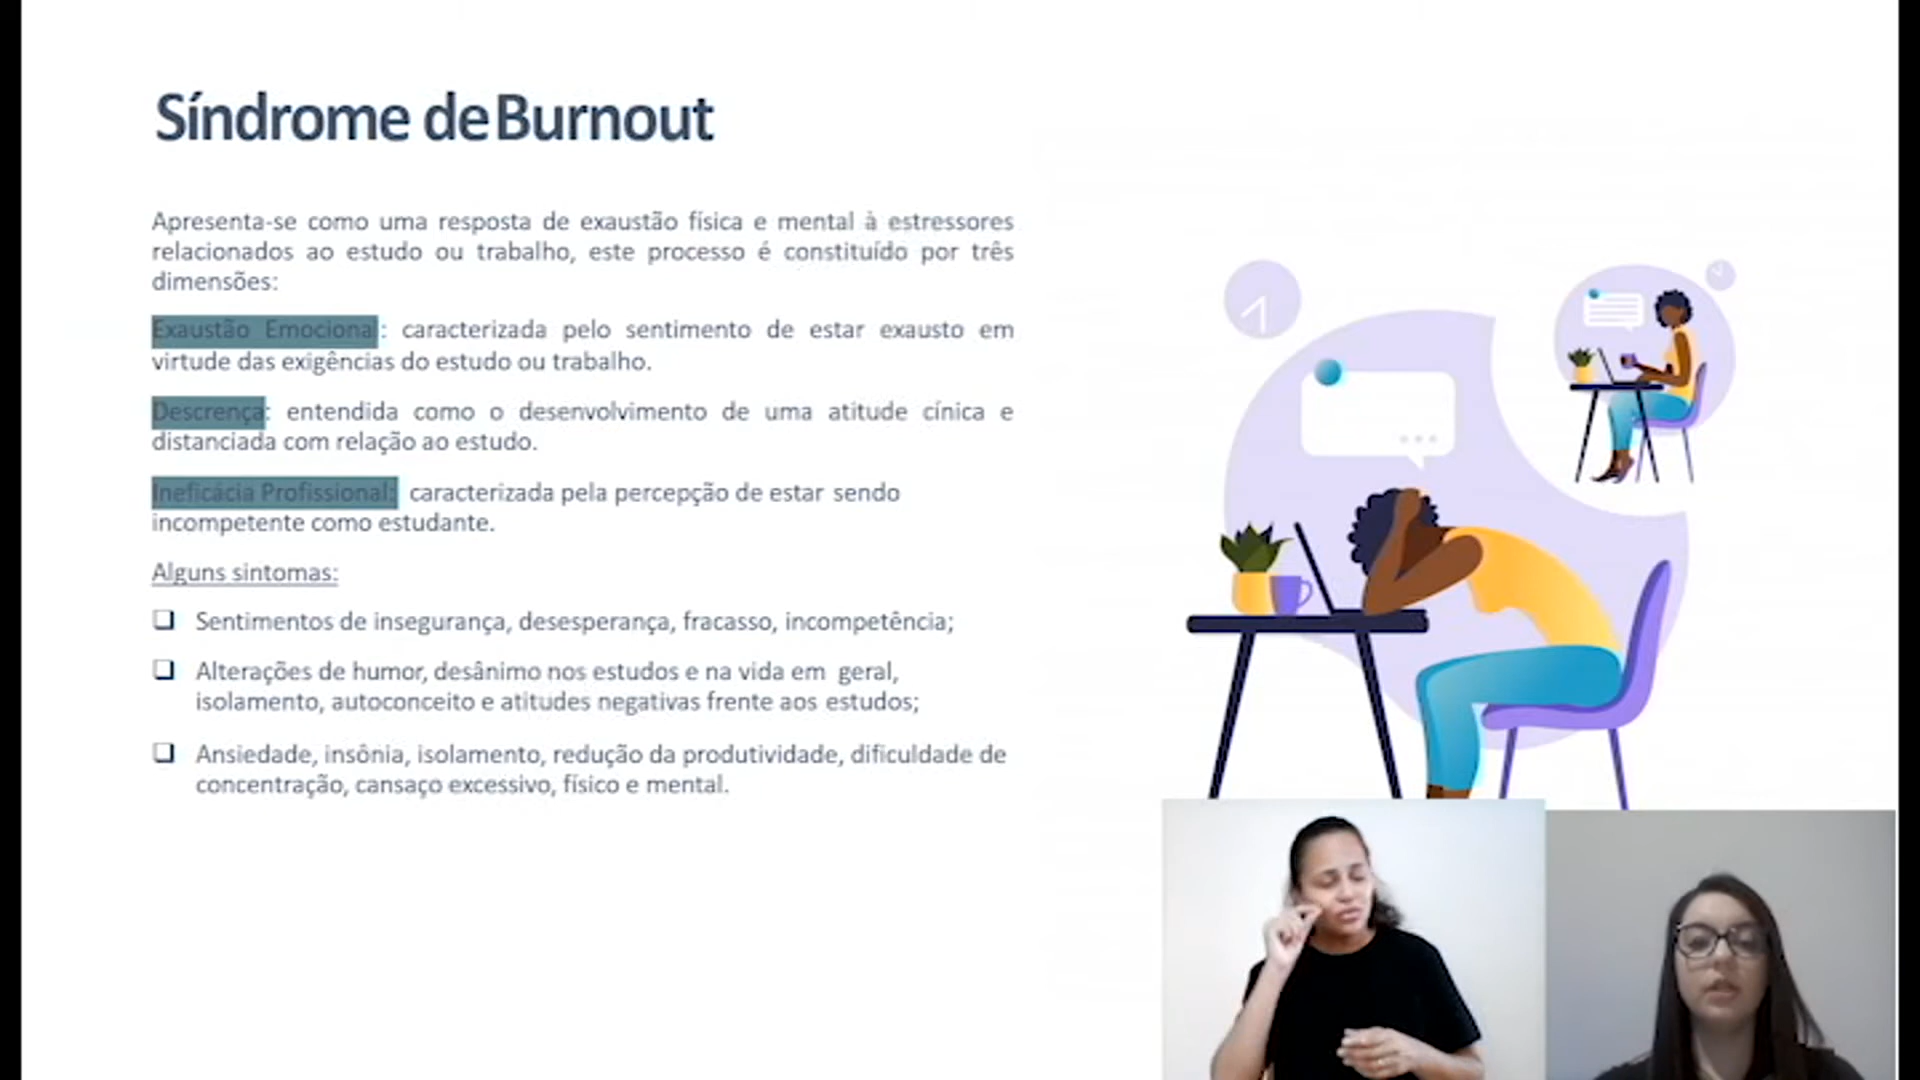 Síndrome de Burnout
Apresenta-se como uma resposta de exaustão física e mental à estressores
relacionados ao estudo ou trabalho, este processo é constituído por três
dimensões:
Exaustão Emocional: caracterizada pelo sentimento de estar exausto em
virtude das exigências do estudo ou trabalho.
Descrença: entendida como o desenvolvimento de uma atitude cínica e
distanciada com relação ao estudo.
Ineficácia Profissional: caracterizada pela percepção de estar sendo
incompetente como estudante.
Alguns sintomas:
Sentimentos de insegurança, desesperança, fracasso, incompetência;
Alterações de humor, desânimo nos estudos e na vida em geral,
isolamento, autoconceito e atitudes negativas frente aos estudos;
Ansiedade, insônia, isolamento, redução da produtividade, dificuldade de
concentração, cansaço excessivo, físico e mental.